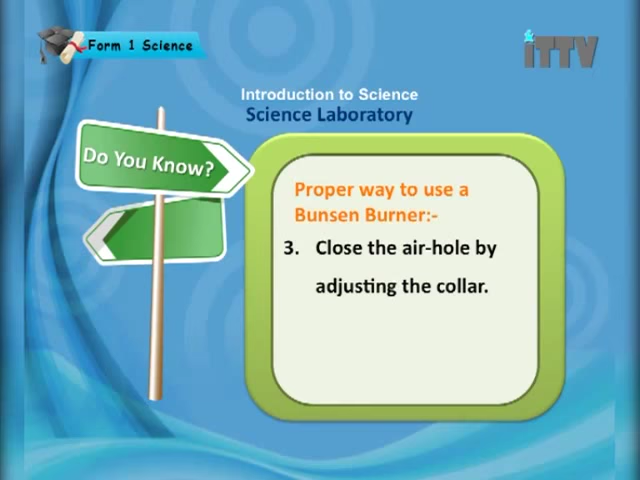 Form 1 Science
iTTV
Introduction to Science
Science Laboratory
Do You Know?
Proper way to use a
Bunsen Burner:-
3. Close the air-hole by
adjusting the collar.